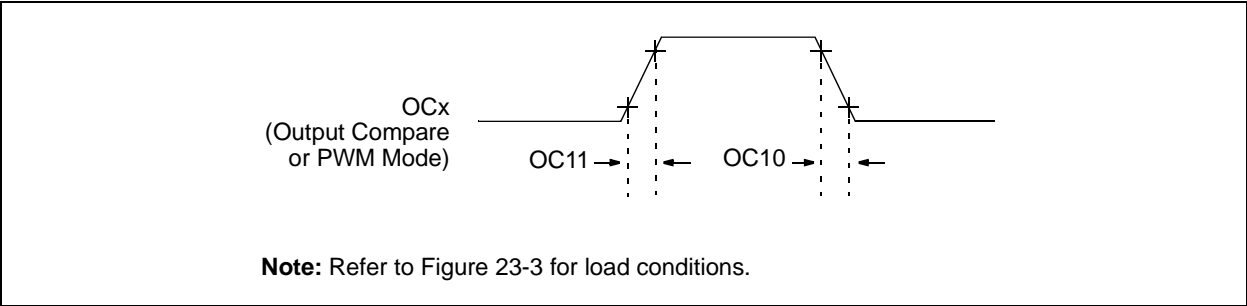 OCx
(Output Compare
or PWM Mode)
OC11
OC10
Note: Refer to Figure 23-3 for load conditions.